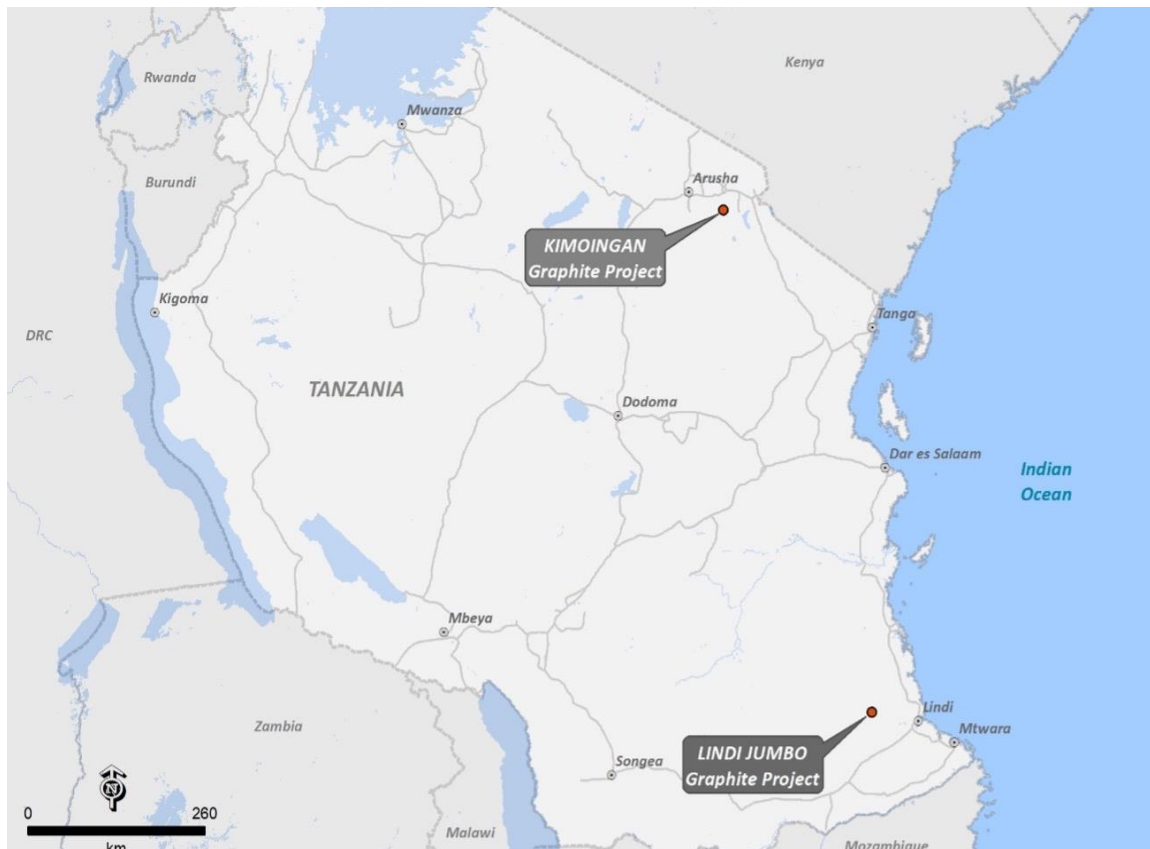 Rwanda
Kenya
Mwanza
Burundi
Arusha
KIMOINGAN
Graphite Project
Kigoma
Tanga
DRC
TANZANIA
Dodoma
Dar es Salaam
Indian
Ocean
Mbeya
Lindi
Zambia
Mtwara
LINDI JUMBO
Graphite Project
Songea
N
0
260
km
Malawi
Mozambique